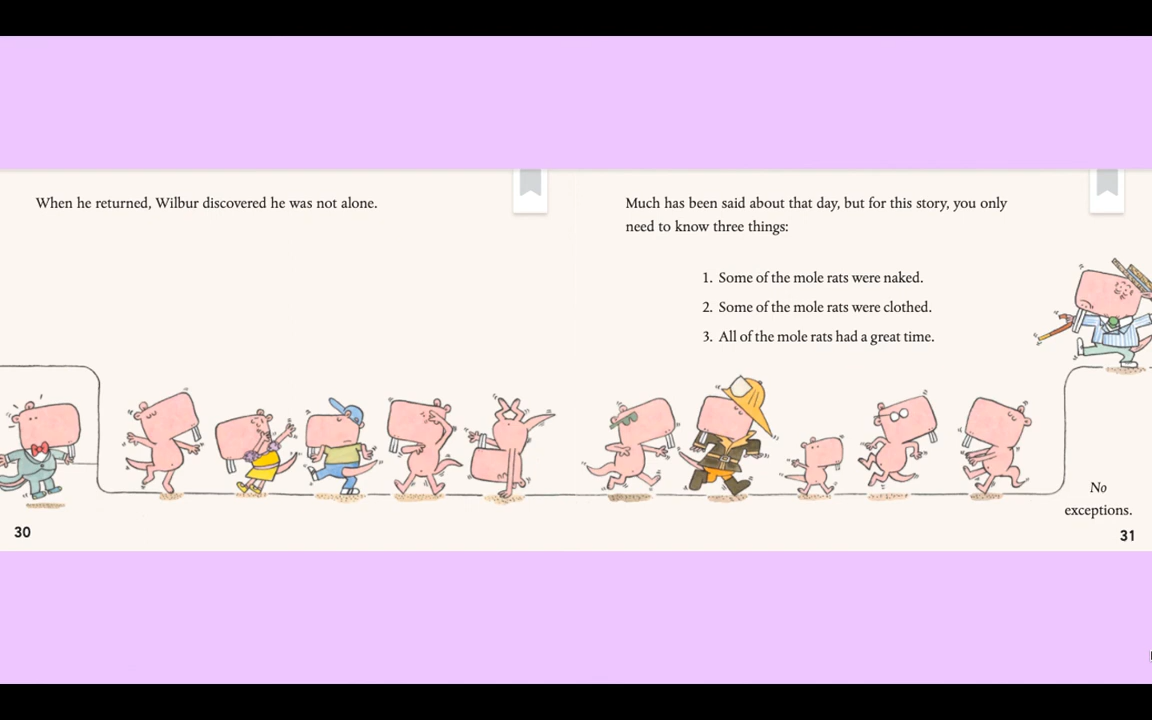 When he returned, Wilbur discovered he was not alone.
30
Much has been said about that day, but for this story, you only
need to know three things:
1. Some of the mole rats were naked.
2. Some of the mole rats were clothed.
3. All of the mole rats had a great time.
No
exceptions.
31